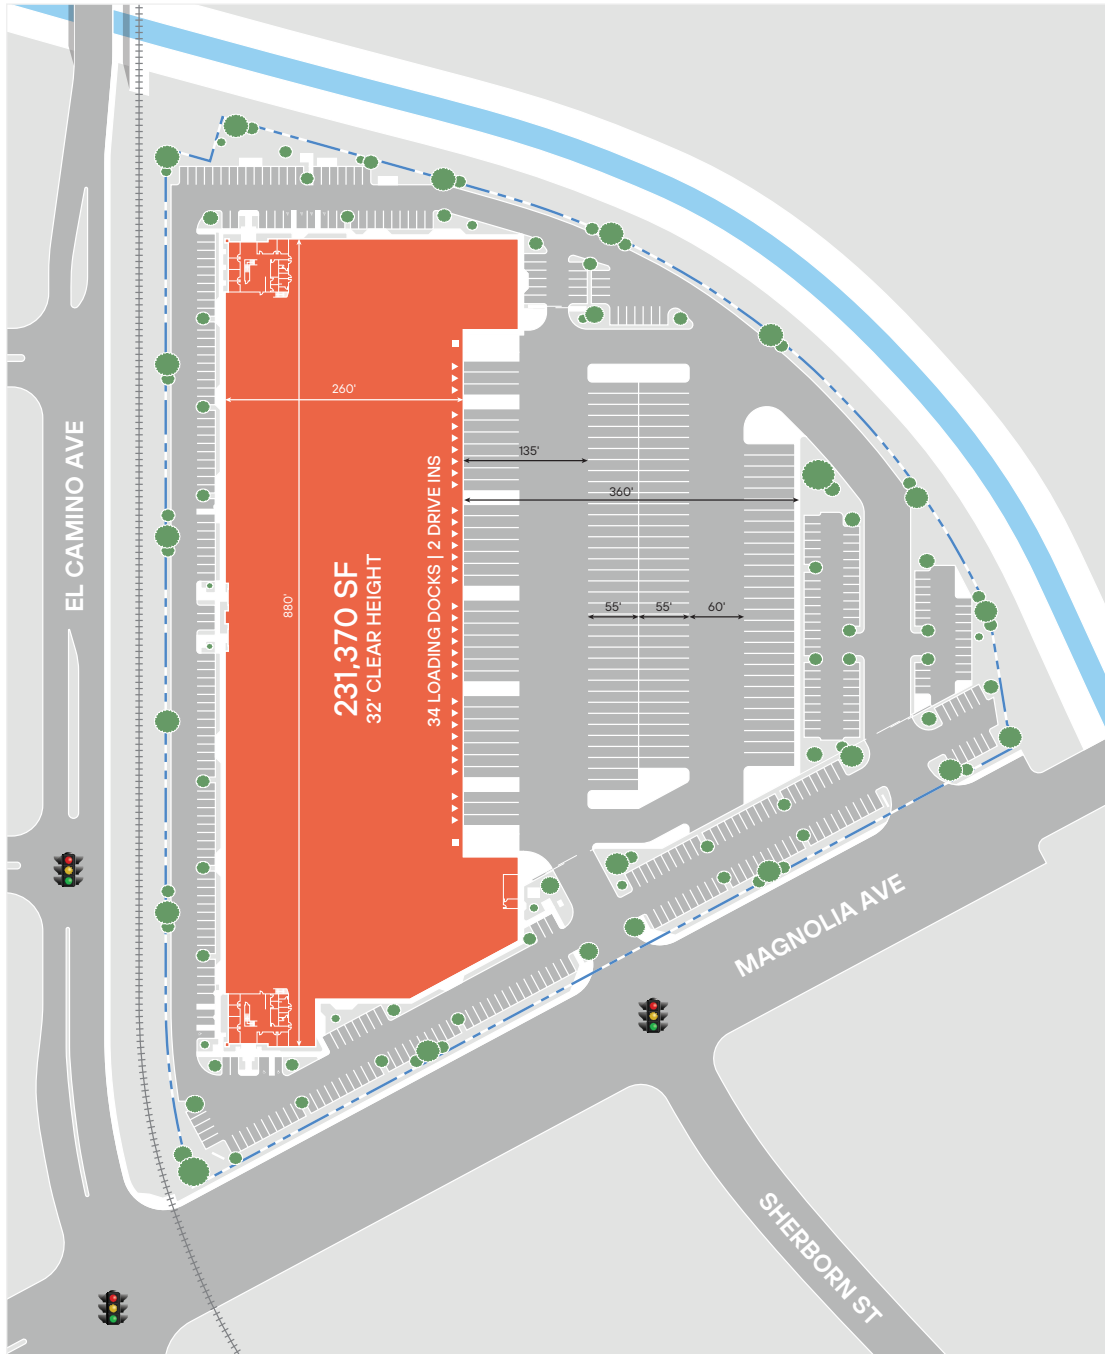 260'
135'
360'
EL CAMINO AVE
880'
231,370 SF
32' CLEAR HEIGHT
34 LOADING DOCKS | 2 DRIVE INS
55'
55'
60'
MAGNOLIA AVE
SHERBORN ST